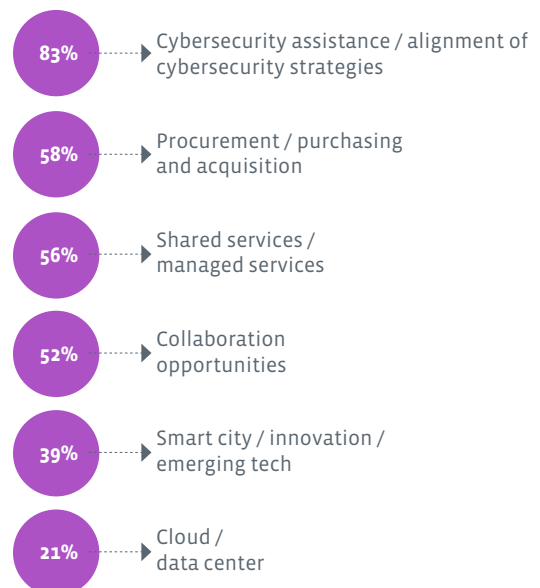 83%
Cybersecurity assistance / alignment of
cybersecurity strategies
58%
Procurement / purchasing
and acquisition
56%
Shared services /
managed services
52%
Collaboration
opportunities
39%
Smart city / innovation /
emerging tech
21%
Cloud /
data center